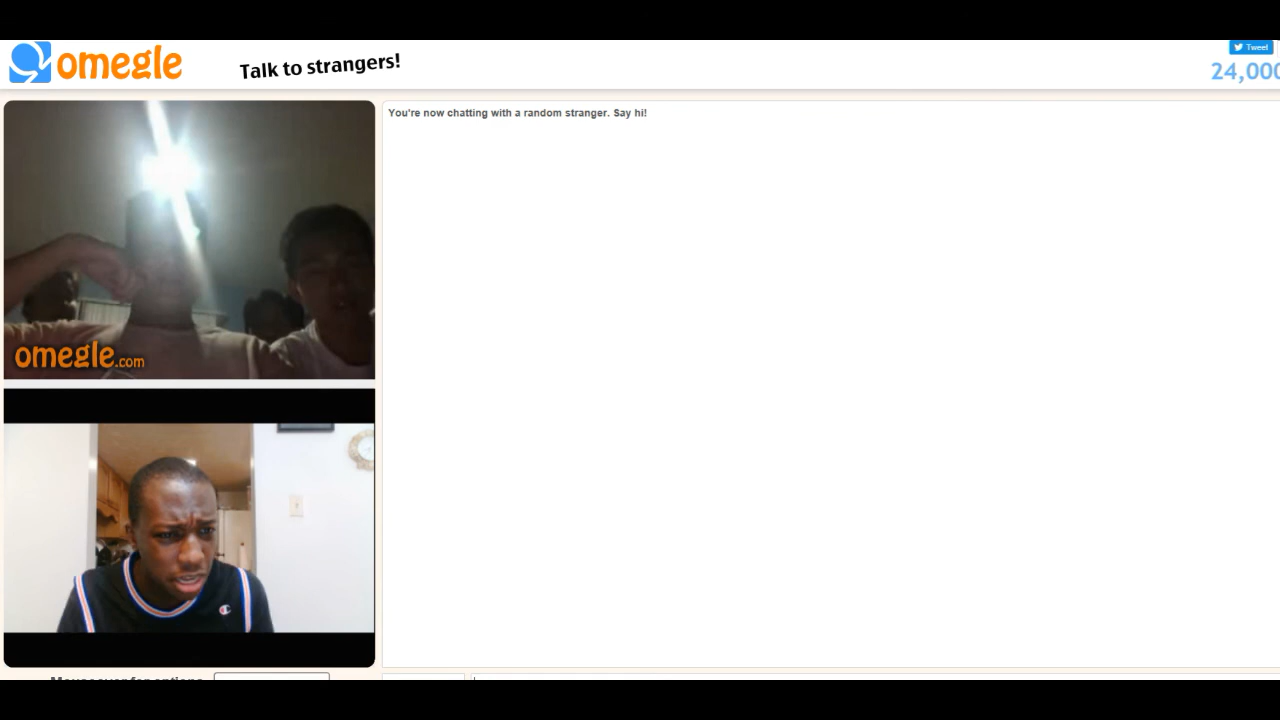 omegle
Talk to strangers!
Tweet
24,000
You're now chatting with a random stranger. Say hi!
omegle.com